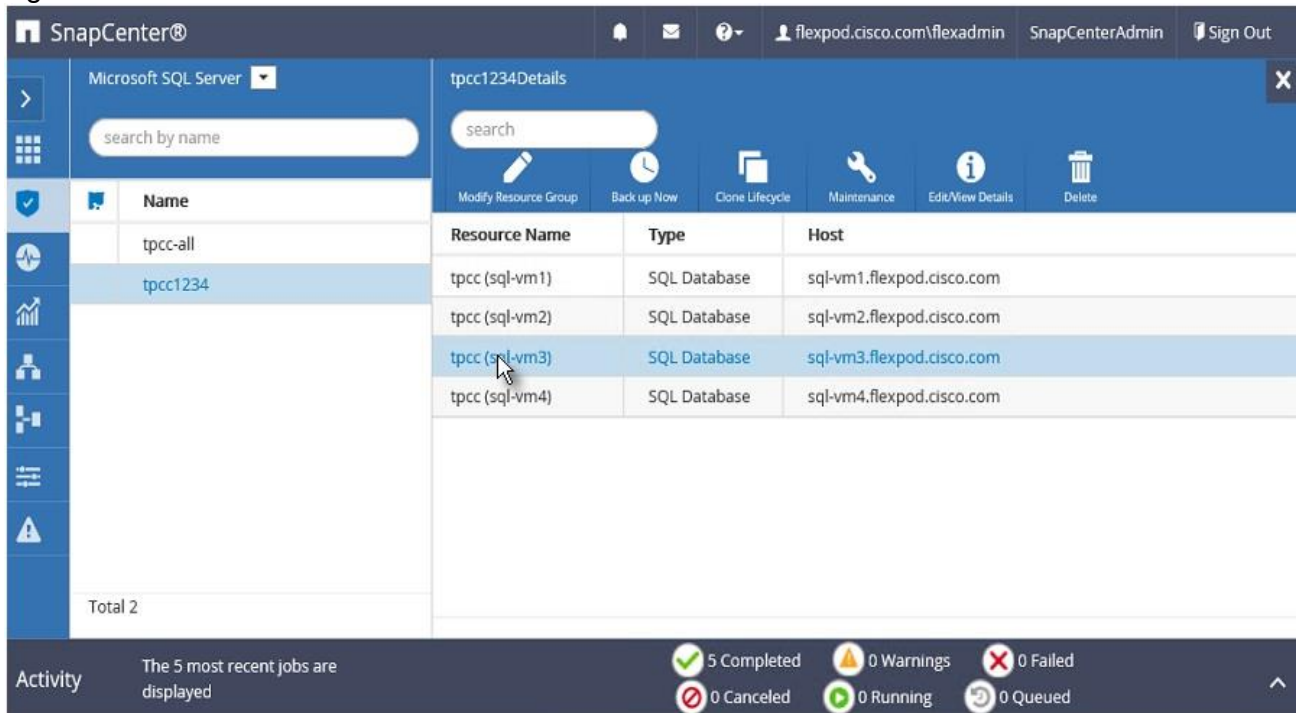 SnapCenter®
flexpod.cisco.com\flexadmin SnapCenterAdmin Sign Out
Microsoft SQL Server
search by name
Name
tpcc-all
tpcc1234
Total 2
tpcc1234Details
search
Modify Resource Group Back up Now Clone Lifecycle Maintenance Edit/View Details Delete
Resource Name Type Host
tpcc (sql-vm1) SQL Database sql-vm1.flexpod.cisco.com
tpcc (sql-vm2) SQL Database sql-vm2.flexpod.cisco.com
tpcc (sql-vm3) SQL Database sql-vm3.flexpod.cisco.com
tpcc (sql-vm4) SQL Database sql-vm4.flexpod.cisco.com
Activity
The 5 most recent jobs are
displayed
5 Completed 0 Warnings 0 Failed
0 Canceled 0 Running 0 Queued